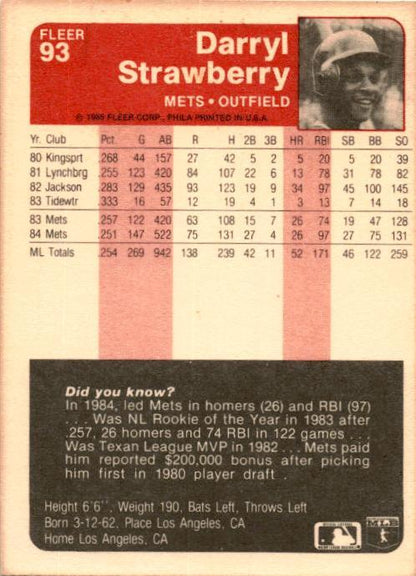 FLEER
93
Darryl
Strawberry
METS • OUTFIELD
© 1985 FLEER CORP., PHILA PRINTED IN U.S.A.
Yr. Club Pct. G AB R H 2B 3B HR RBI SB BB SO
80 Kingsprt .268 44 157 27 42 5 2 5 20 5 20 39
81 Lynchbrg .255 123 420 84 107 22 6 13 78 31 78 82
82 Jackson .283 129 435 93 123 19 9 34 97 45 100 145
83 Tidewtr .333 16 57 12 19 4 1 3 13 7 14 18
83 Mets .257 122 420 63 108 15 7 26 74 19 47 128
84 Mets .251 147 522 75 131 27 4 26 97 27 75 131
ML Totals .254 269 942 138 239 42 11 52 171 46 122 259
Did you know?
In 1984, led Mets in homers (26) and RBI (97)
. . . Was NL Rookie of the Year in 1983 after
.257, 26 homers and 74 RBI in 122 games . . .
Was Texan League MVP in 1982 . . . Mets paid
him reported $200,000 bonus after picking
him first in 1980 player draft .
Height 6'6'', Weight 190, Bats Left, Throws Left
Born 3-12-62, Place Los Angeles, CA
Home Los Angeles, CA